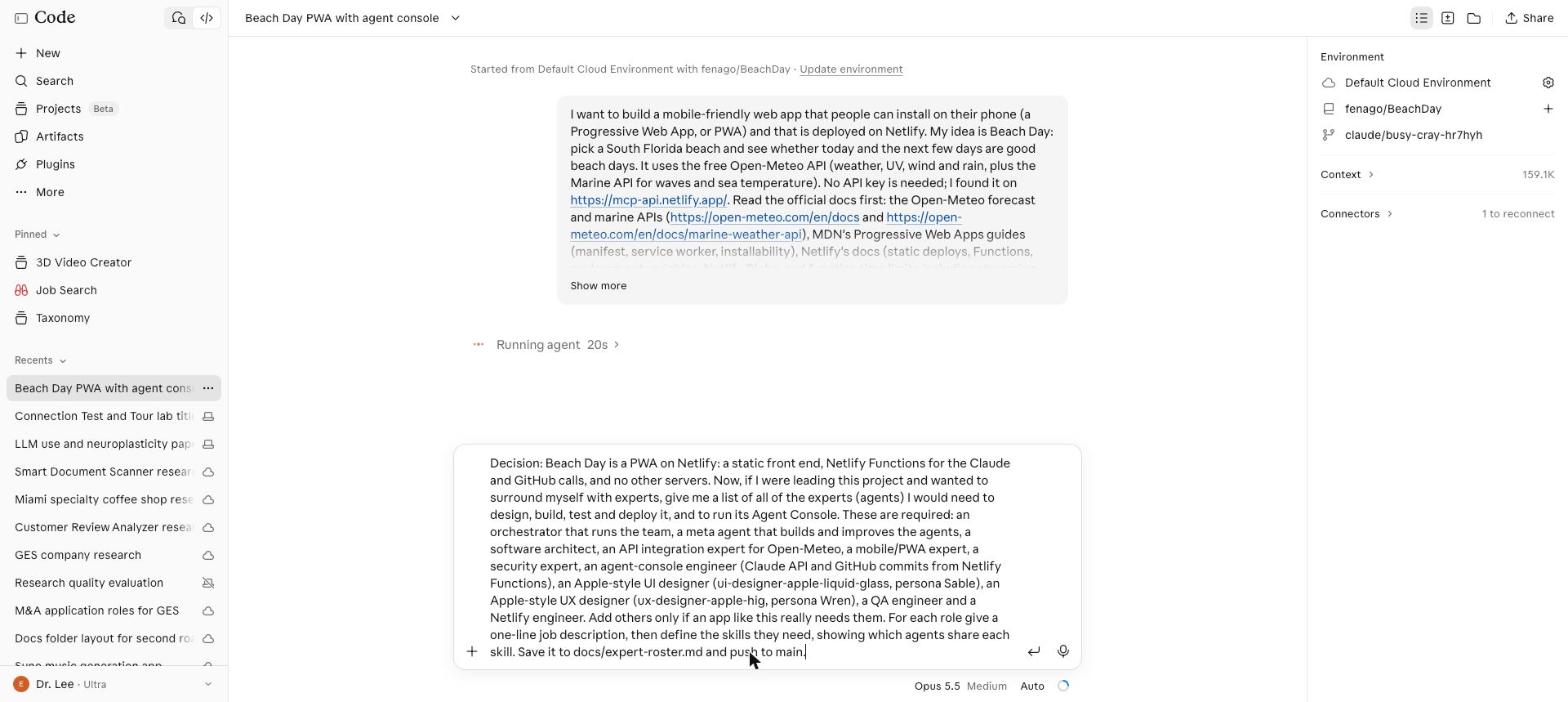 Code
New
Search
Projects Beta
Artifacts
Plugins
More
Pinned
3D Video Creator
Job Search
Taxonomy
Recents
Beach Day PWA with agent cons
Connection Test and Tour lab titl
LLM use and neuroplasticity pap
Smart Document Scanner resear
Miami specialty coffee shop rese
Customer Review Analyzer resea
GES company research
Research quality evaluation
M&A application roles for GES
Docs folder layout for second ro
Dr. Lee · Ultra
Beach Day PWA with agent console
Share
Started from Default Cloud Environment with fenago/BeachDay · Update environment
I want to build a mobile-friendly web app that people can install on their phone (a
Progressive Web App, or PWA) and that is deployed on Netlify. My idea is Beach Day:
pick a South Florida beach and see whether today and the next few days are good
beach days. It uses the free Open-Meteo API (weather, UV, wind and rain, plus the
Marine API for waves and sea temperature). No API key is needed; I found it on
https://mcp-api.netlify.app/. Read the official docs first: the Open-Meteo forecast
and marine APIs (https://open-meteo.com/en/docs and https://open-
meteo.com/en/docs/marine-weather-api), MDN's Progressive Web Apps guides
(manifest, service worker, installability), Netlify's docs (static deploys, Functions,
Show more
Running agent 20s
Decision: Beach Day is a PWA on Netlify: a static front end, Netlify Functions for the Claude
and GitHub calls, and no other servers. Now, if I were leading this project and wanted to
surround myself with experts, give me a list of all of the experts (agents) I would need to
design, build, test and deploy it, and to run its Agent Console. These are required: an
orchestrator that runs the team, a meta agent that builds and improves the agents, a
software architect, an API integration expert for Open-Meteo, a mobile/PWA expert, a
security expert, an agent-console engineer (Claude API and GitHub commits from Netlify
Functions), an Apple-style UI designer (ui-designer-apple-liquid-glass, persona Sable), an
Apple-style UX designer (ux-designer-apple-hig, persona Wren), a QA engineer and a
Netlify engineer. Add others only if an app like this really needs them. For each role give a
one-line job description, then define the skills they need, showing which agents share each
skill. Save it to docs/expert-roster.md and push to main.
Opus 5.5 Medium Auto
Environment
Default Cloud Environment
fenago/BeachDay
claude/busy-cray-hr7hyh
Context 159.1K
Connectors 1 to reconnect